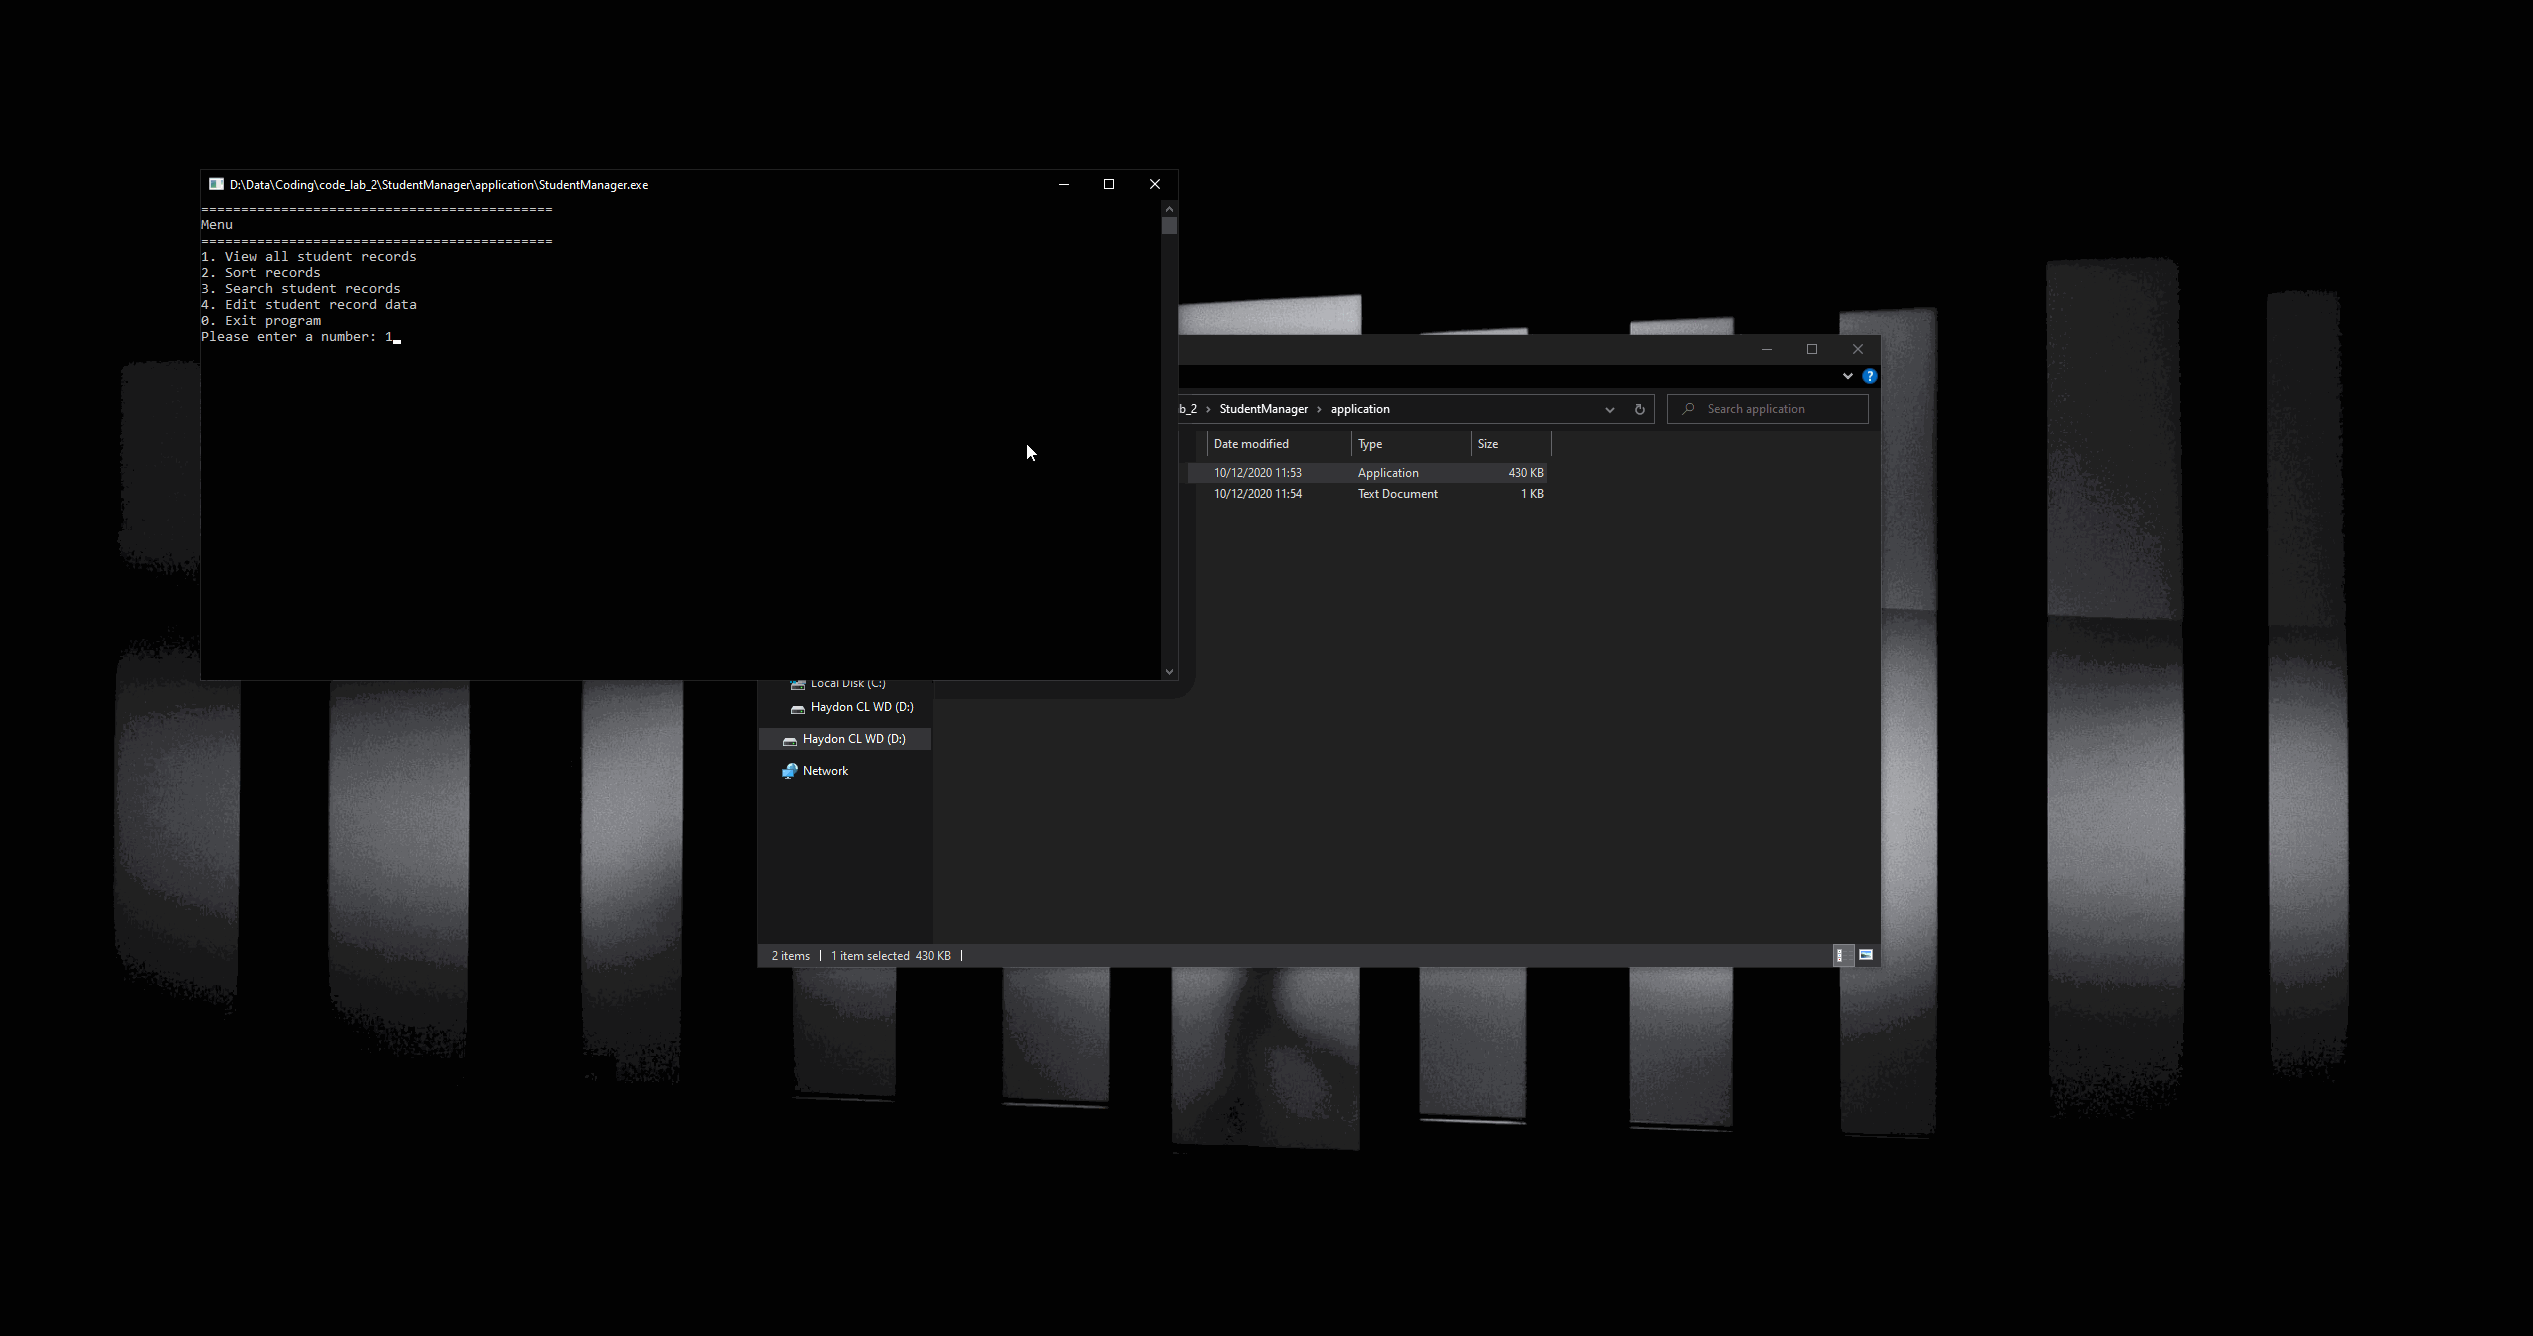 D:\Data\Coding\code_lab_2\StudentManager\application\StudentManager.exe
============================================
Menu
============================================
1. View all student records
2. Sort records
3. Search student records
4. Edit student record data
0. Exit program
Please enter a number: 1
?
StudentManager > application
Search application
Date modified Type Size
10/12/2020 11:53 Application 430 KB
10/12/2020 11:54 Text Document 1 KB
Local Disk (C:)
Haydon CL WD (D:)
Haydon CL WD (D:)
Network
2 items 1 item selected 430 KB